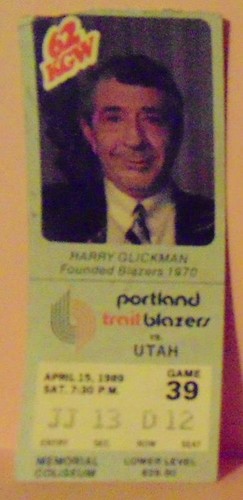 62
KGW
HARRY GLICKMAN
Founded Blazers 1970
portland
trail blazers
vs.
UTAH
APRIL 15, 1989
SAT. 7:30 P.M.
GAME
39
JJ 13 D 12
ENTRY SEC. ROW SEAT
MEMORIAL
COLISEUM
LOWER LEVEL